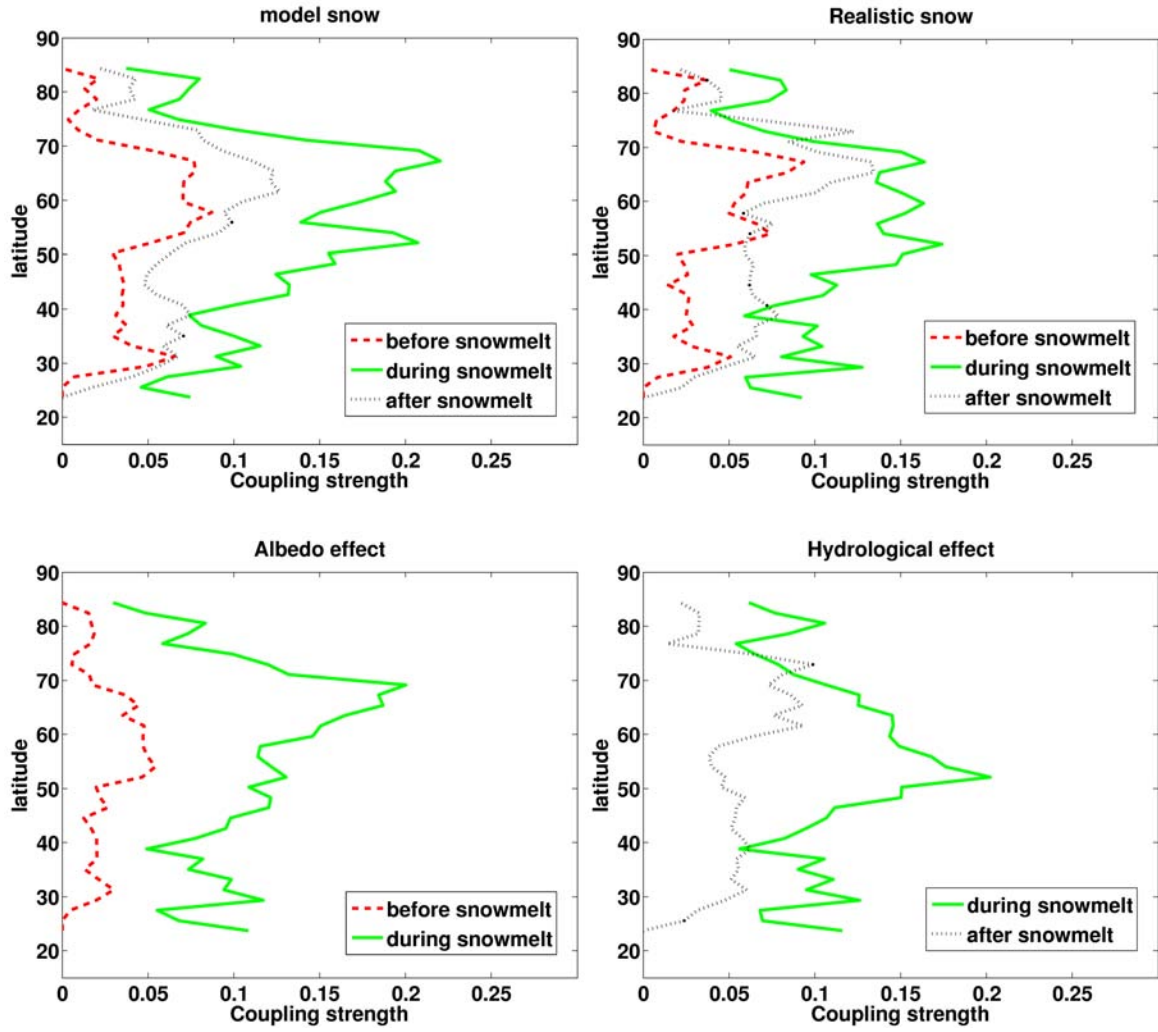 model snow
90
80
70
60
50
40
30
20
latitude
before snowmelt
during snowmelt
after snowmelt
0 0.05 0.1 0.15 0.2 0.25
Coupling strength
Realistic snow
90
80
70
60
50
40
30
20
latitude
before snowmelt
during snowmelt
after snowmelt
0 0.05 0.1 0.15 0.2 0.25
Coupling strength
Albedo effect
90
80
70
60
50
40
30
20
latitude
before snowmelt
during snowmelt
0 0.05 0.1 0.15 0.2 0.25
Coupling strength
Hydrological effect
90
80
70
60
50
40
30
20
latitude
during snowmelt
after snowmelt
0 0.05 0.1 0.15 0.2 0.25
Coupling strength